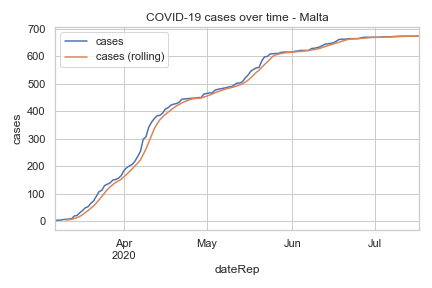 COVID-19 cases over time - Malta
cases
cases (rolling)
700
600
500
400
300
200
100
0
cases
Apr
2020
May
Jun
Jul
dateRep